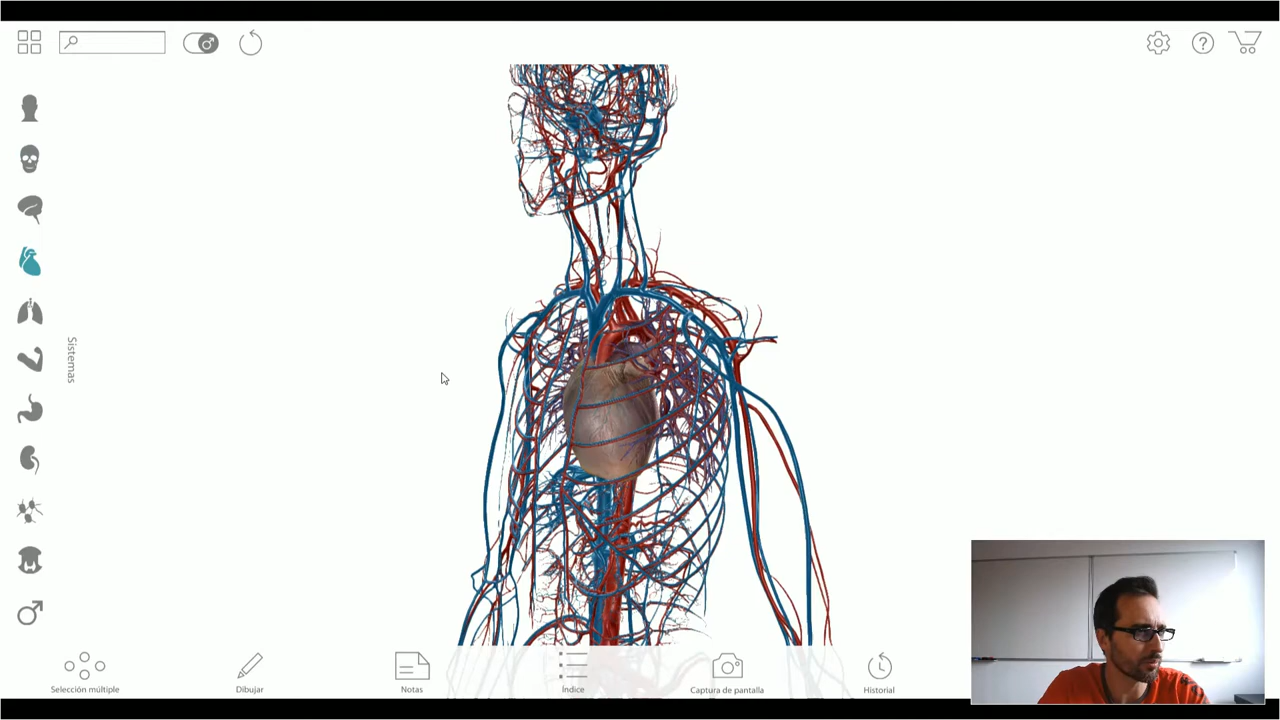 Sistemas
Selección múltiple
Dibujar
Notas
Índice
Captura de pantalla
Historial